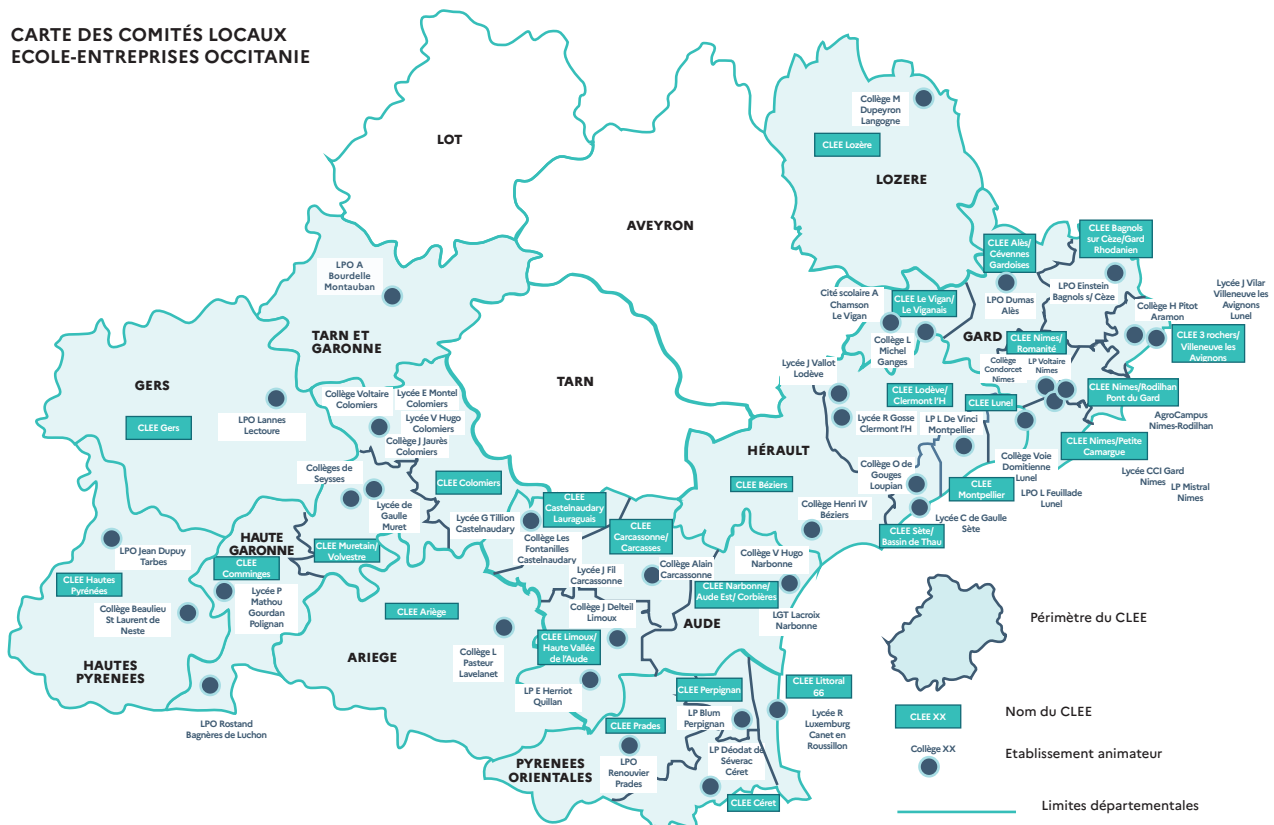 CARTE DES COMITÉS LOCAUX
ECOLE-ENTREPRISES OCCITANIE
LOT
Collège M
Dupeyron
Langogne
CLEE Lozère
LOZERE
AVEYRON
LPO A
Bourdelle
Montauban
TARN ET
GARONNE
CLEE Alès/
Cévennes
Gardoises
LPO Dumas
Alès
CLEE Bagnols
sur Cèze/Gard
Rhodanien
LPO Einstein
Bagnols s/ Cèze
Lycée J Vilar
Villeneuve les
Avignons
Lunel
Collège H Pitot
Aramon
CLEE 3 rochers/
Villeneuve les
Avignons
Cité scolaire A
Chamson
Le Vigan
CLEE Le Vigan/
Le Viganais
Collège L
Michel
Ganges
GARD
CLEE Nimes/
Romanité
Collège
Condorcet
Nimes
LP Voltaire
Nimes
CLEE Nimes/Rodilhan
Pont du Gard
AgroCampus
Nimes-Rodilhan
GERS
CLEE Gers
LPO Lannes
Lectoure
TARN
Collège Voltaire
Colomiers
Lycée E Montel
Colomiers
Lycée V Hugo
Colomiers
Collège J Jaurès
Colomiers
CLEE Colomiers
Lycée J Vallot
Lodève
CLEE Lodève/
Clermont l'H
Lycée R Gosse
Clermont l'H
CLEE Lunel
LP L De Vinci
Montpellier
CLEE Nimes/Petite
Camargue
Collège Voie
Domitienne
Lunel
LPO L Feuillade
Lunel
Lycée CCI Gard
Nimes
LP Mistral
Nimes
HÉRAULT
CLEE Béziers
Collège O de
Gouges
Loupian
CLEE
Montpellier
Collège Henri IV
Béziers
Lycée C de Gaulle
Sète
CLEE Sète/
Bassin de Thau
Collèges de
Seysses
Lycée de
Gaulle
Muret
HAUTE
GARONNE
CLEE Muretain/
Volvestre
CLEE
Comminges
Lycée P
Mathou
Gourdan
Polignan
Lycée G Tillion
Castelnaudary
CLEE
Castelnaudary
Lauraguais
Collège Les
Fontanilles
Castelnaudary
CLEE
Carcassonne/
Carcasses
Lycée J Fil
Carcassonne
Collège Alain
Carcassonne
Collège V Hugo
Narbonne
CLEE Narbonne/
Aude Est/ Corbières
LGT Lacroix
Narbonne
AUDE
LPO Jean Dupuy
Tarbes
CLEE Hautes
Pyrénées
Collège Beaulieu
St Laurent de
Neste
HAUTES
PYRENEES
LPO Rostand
Bagnères de Luchon
CLEE Ariège
ARIEGE
Collège L
Pasteur
Lavelanet
Collège J Delteil
Limoux
CLEE Limoux/
Haute Vallée
de l'Aude
LP E Herriot
Quillan
CLEE Perpignan
LP Blum
Perpignan
CLEE Littoral
66
Lycée R
Luxemburg
Canet en
Roussillon
CLEE Prades
LPO
Renouvier
Prades
PYRENEES
ORIENTALES
LP Déodat de
Séverac
Céret
CLEE Céret
Périmètre du CLEE
CLEE XX
Nom du CLEE
Collège XX
Etablissement animateur
Limites départementales